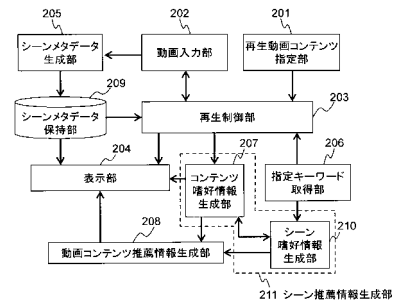 205
202
201
シーンメタデータ
生成部
動画入力部
再生動画コンテンツ
指定部
209
シーンメタデータ
保持部
203
再生制御部
204
207
206
表示部
コンテンツ
嗜好情報
生成部
指定キーワード
取得部
208
動画コンテンツ推薦情報生成部
210
シーン
嗜好情報
生成部
211 シーン推薦情報生成部